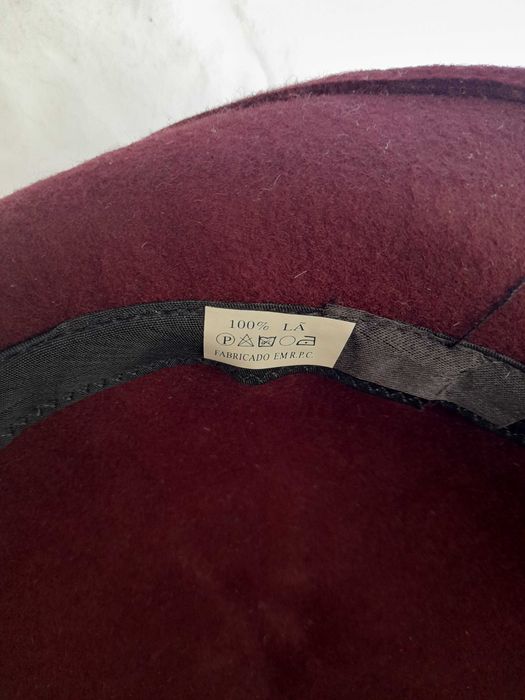 100% LÃ
P
FABRICADO EM R.P.C.